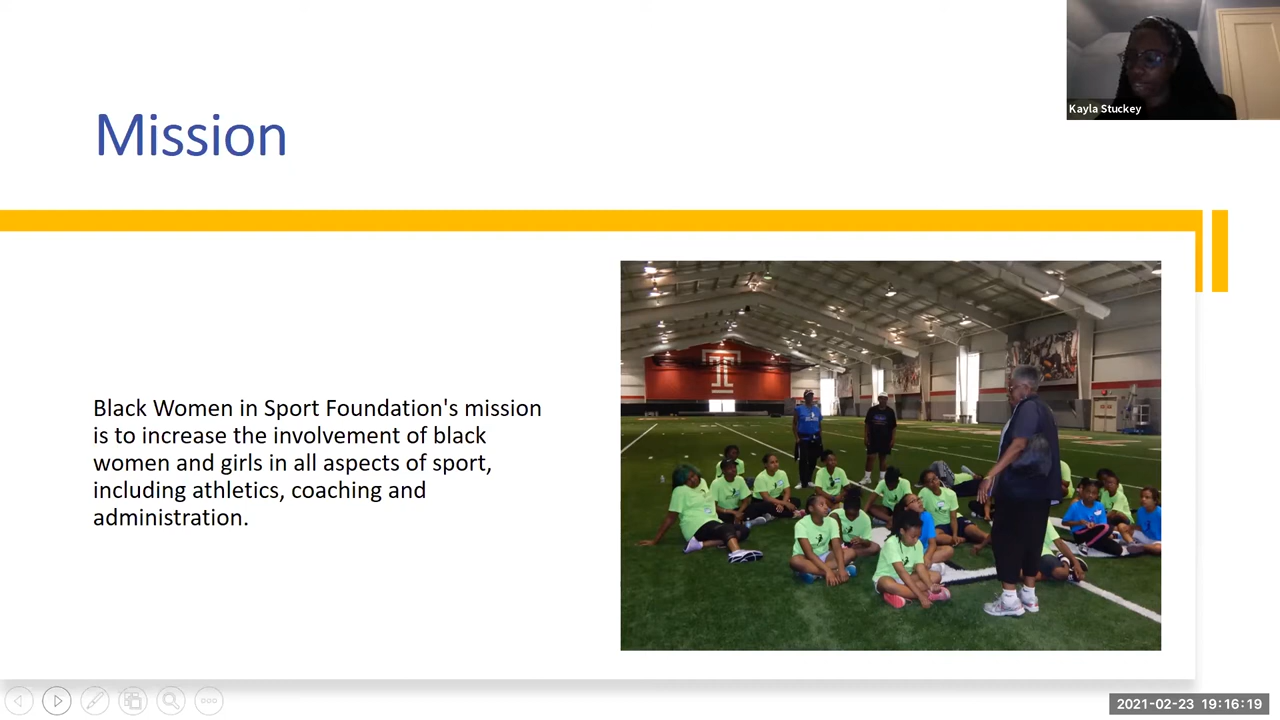 Kayla Stuckey
Mission
Black Women in Sport Foundation's mission
is to increase the involvement of black
women and girls in all aspects of sport,
including athletics, coaching and
administration.
T
2021-02-23 19:16:19